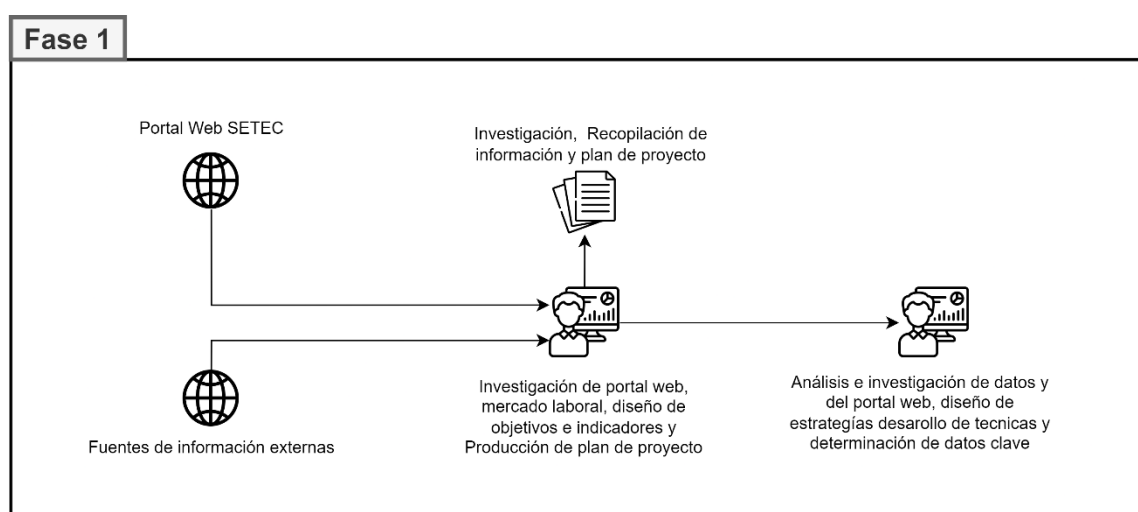 Fase 1
Portal Web SETEC
Investigación, Recopilación de
información y plan de proyecto
Fuentes de información externas
Investigación de portal web,
mercado laboral, diseño de
objetivos e indicadores y
Producción de plan de proyecto
Análisis e investigación de datos y
del portal web, diseño de
estrategías desarollo de tecnicas y
determinación de datos clave